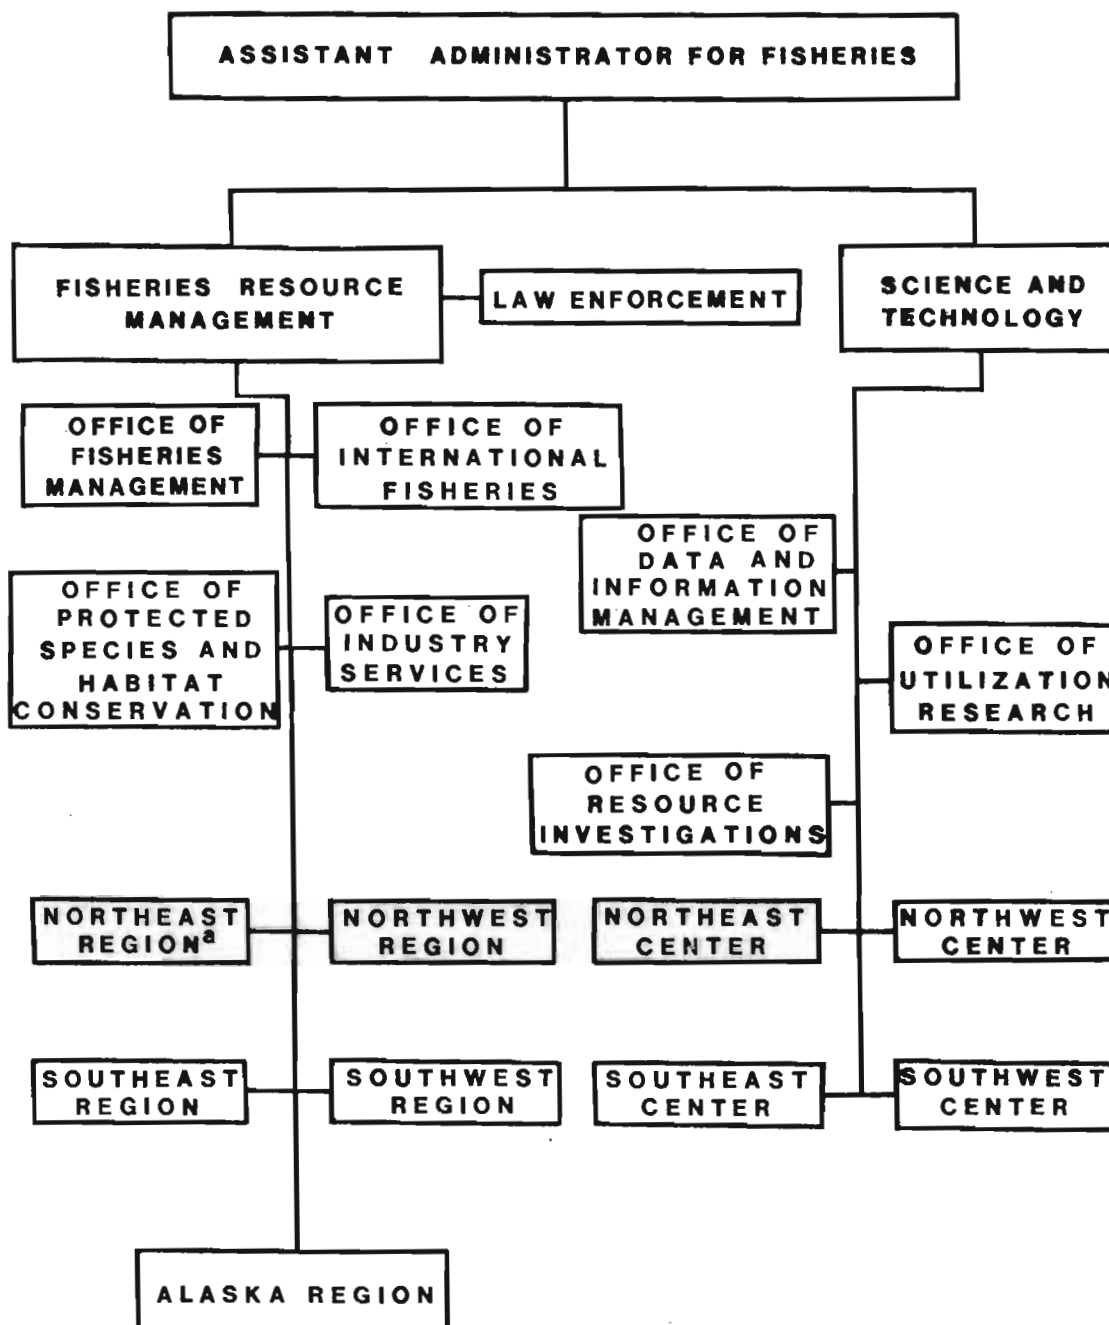 ASSISTANT ADMINISTRATOR FOR FISHERIES
FISHERIES RESOURCE
MANAGEMENT
LAW ENFORCEMENT
SCIENCE AND
TECHNOLOGY
OFFICE OF
FISHERIES
MANAGEMENT
OFFICE OF
INTERNATIONAL
FISHERIES
OFFICE OF
DATA AND
INFORMATION
MANAGEMENT
OFFICE OF
PROTECTED
SPECIES AND
HABITAT
CONSERVATION
OFFICE OF
INDUSTRY
SERVICES
OFFICE OF
UTILIZATION
RESEARCH
OFFICE OF
RESOURCE
INVESTIGATIONS
NORTHEAST
REGIONa
NORTHWEST
REGION
NORTHEAST
CENTER
NORTHWEST
CENTER
SOUTHEAST
REGION
SOUTHWEST
REGION
SOUTHEAST
CENTER
SOUTHWEST
CENTER
ALASKA REGION